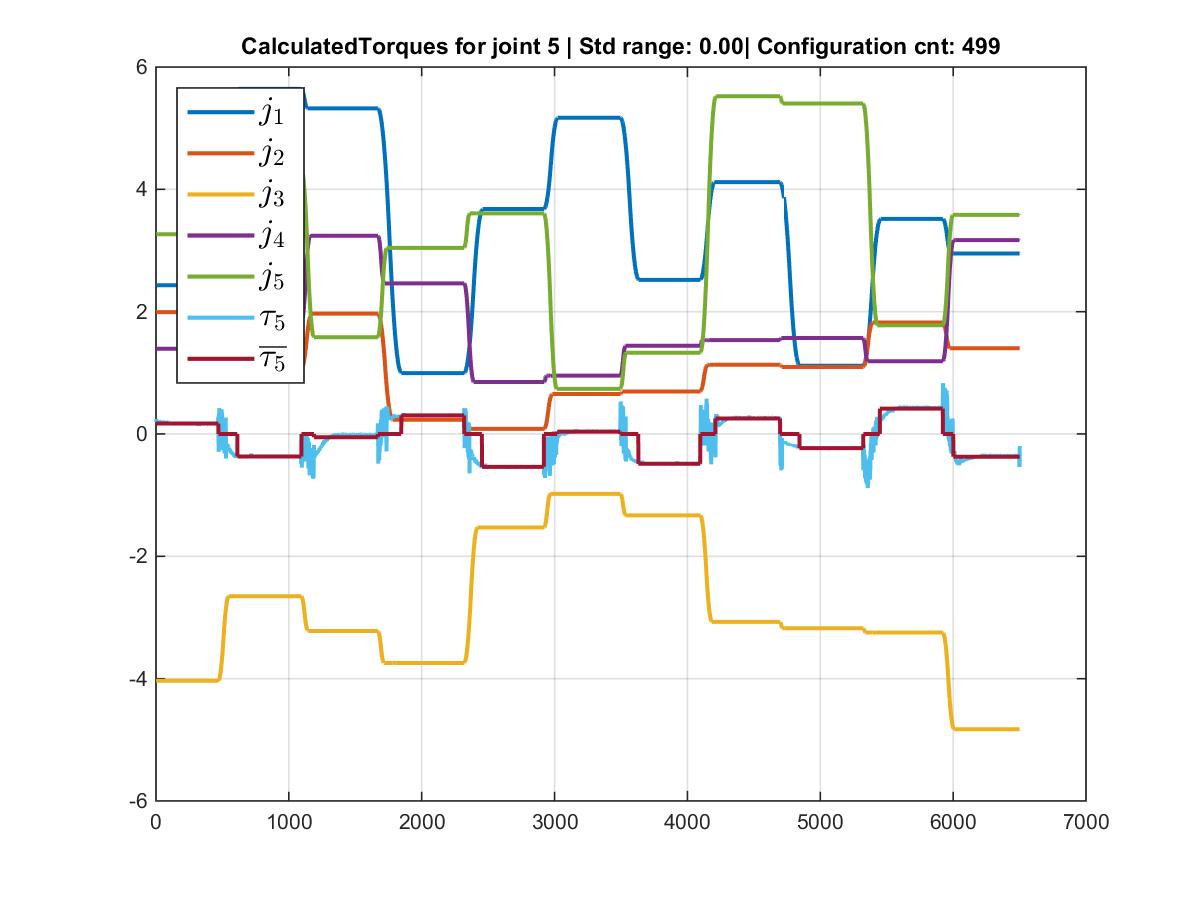 CalculatedTorques for joint 5 | Std range: 0.00| Configuration cnt: 499
6
4
2
0
-2
-4
-6
j₁
j₂
j₃
j₄
j₅
τ₅
τ̅₅
0 1000 2000 3000 4000 5000 6000 7000